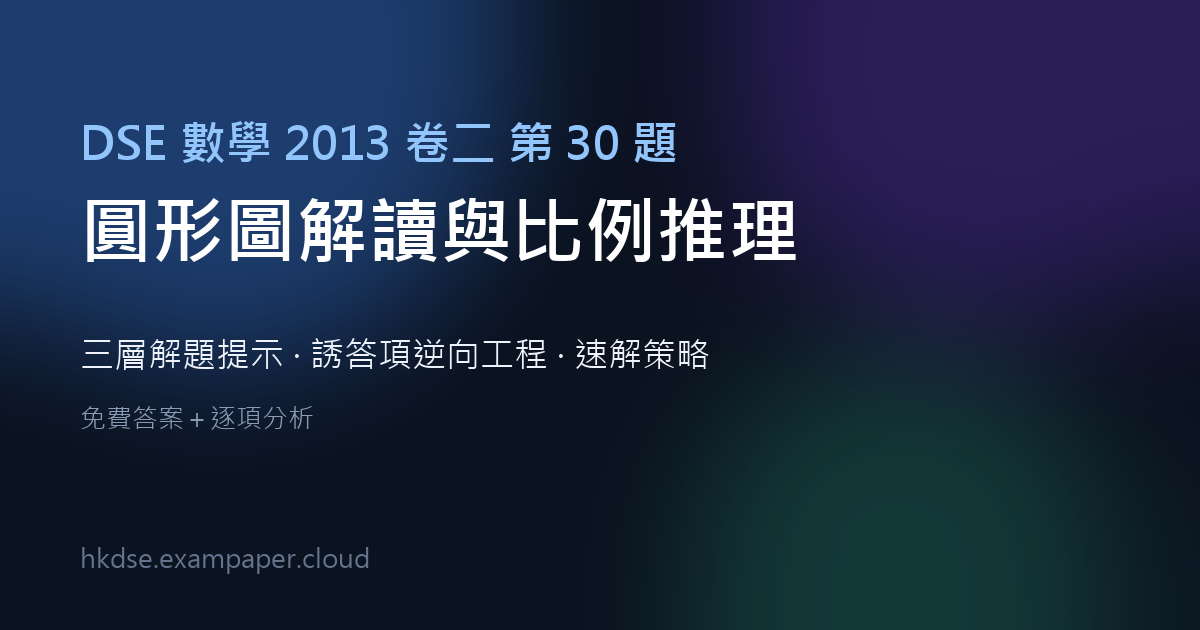 DSE 數學 2013 卷二 第 30 題
圓形圖解讀與比例推理
三層解題提示 · 誘答項逆向工程 · 速解策略
免費答案 + 逐項分析
hkdse.exampaper.cloud